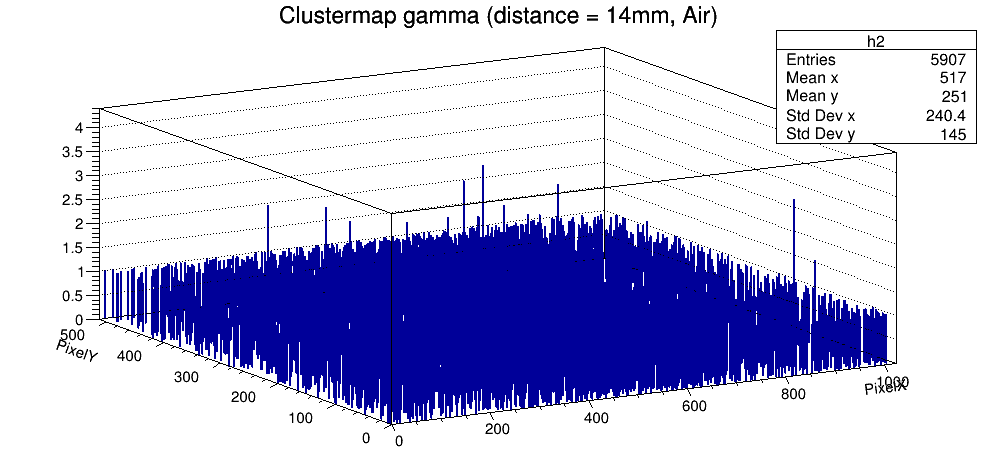 Clustermap gamma (distance = 14mm, Air)
h2
Entries 5907
Mean x 517
Mean y 251
Std Dev x 240.4
Std Dev y 145
4
3.5
3
2.5
2
1.5
1
0.5
0
500
PixelY
400
300
200
100
0
0
200
400
600
800
1000
PixelX